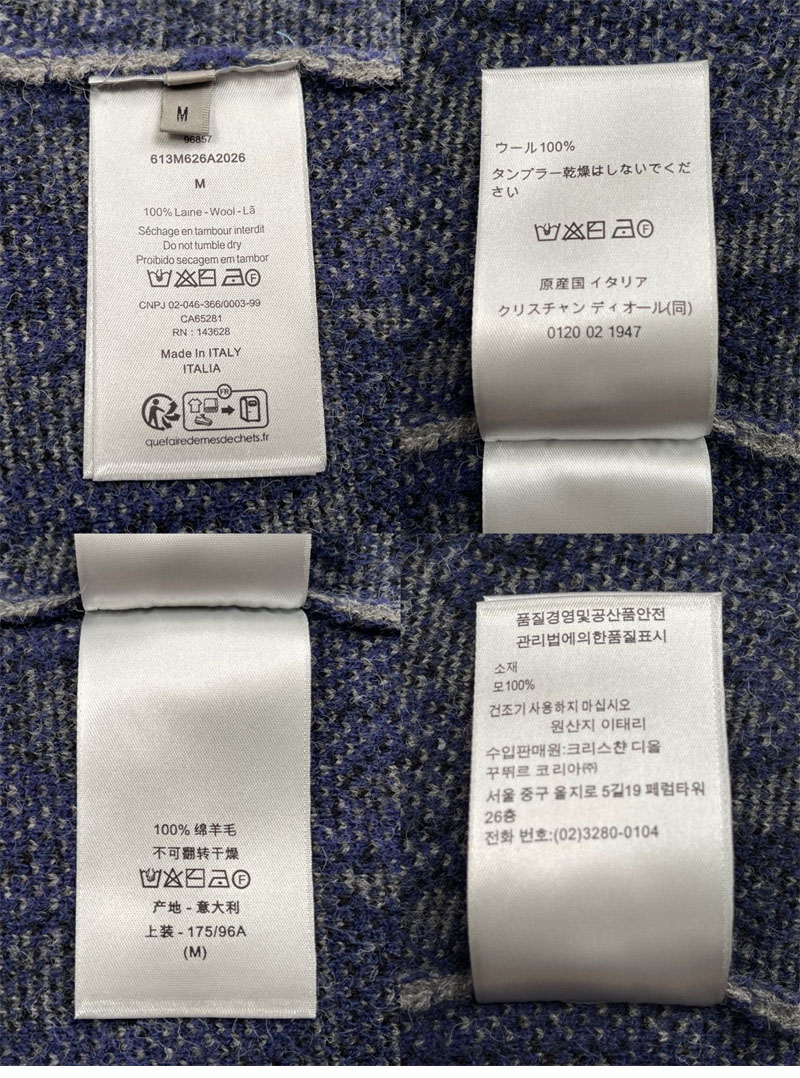 M
96857
613M626A2026
M
100% Laine - Wool - Lã
Séchage en tambour interdit
Do not tumble dry
Proibido secagem em tambor
F
CNPJ 02-046-366/0003-99
CA65281
RN : 143628
Made In ITALY
ITALIA
FR
quefairedemesdechets.fr
ウール100%
タンブラー乾燥はしないでくだ
さい
F
原産国 イタリア
クリスチャン ディオール(同)
0120 02 1947
100% 绵羊毛
不可翻转干燥
F
产地 - 意大利
上装 - 175/96A
(M)
품질경영및공산품안전
관리법에의한품질표시
소재
모100%
건조기 사용하지 마십시오
원산지 이태리
수입판매원:크리스챤 디올
꾸뛰르 코리아㈜
서울 중구 을지로 5길19 페럼타워
26층
전화 번호:(02)3280-0104